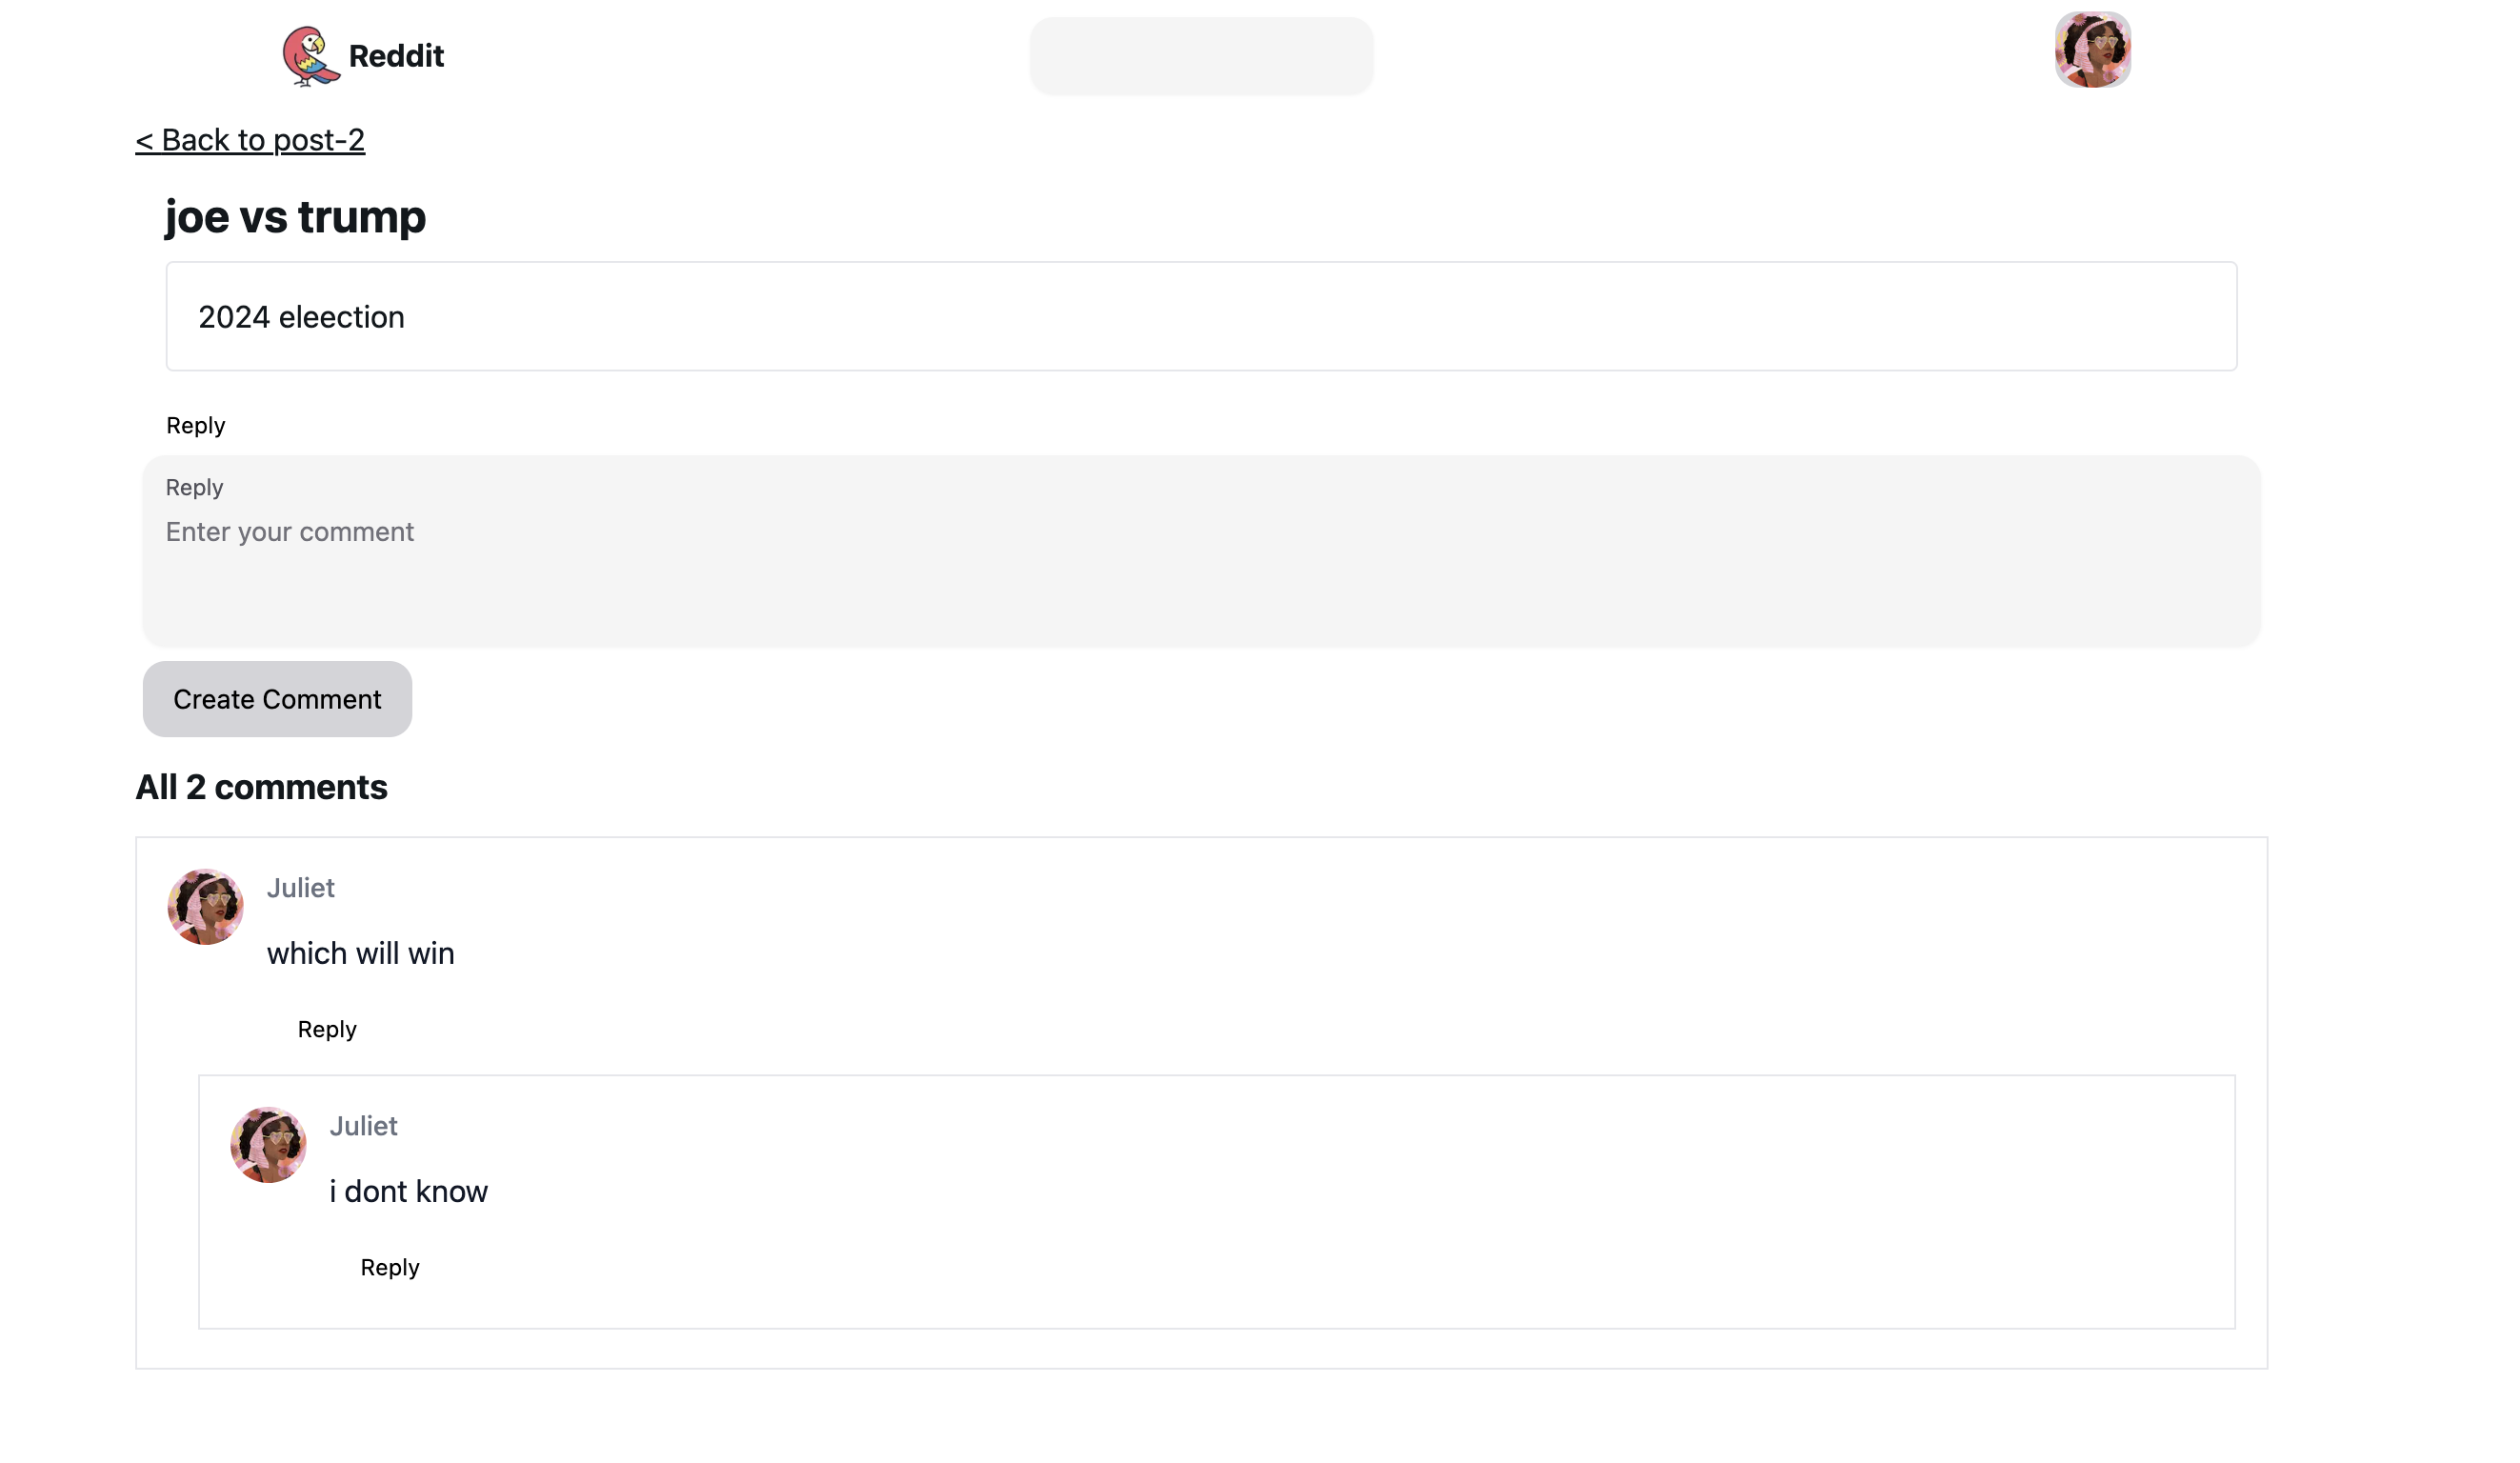 Reddit
< Back to post-2
joe vs trump
2024 eleection
Reply
Reply
Enter your comment
Create Comment
All 2 comments
Juliet
which will win
Reply
Juliet
i dont know
Reply